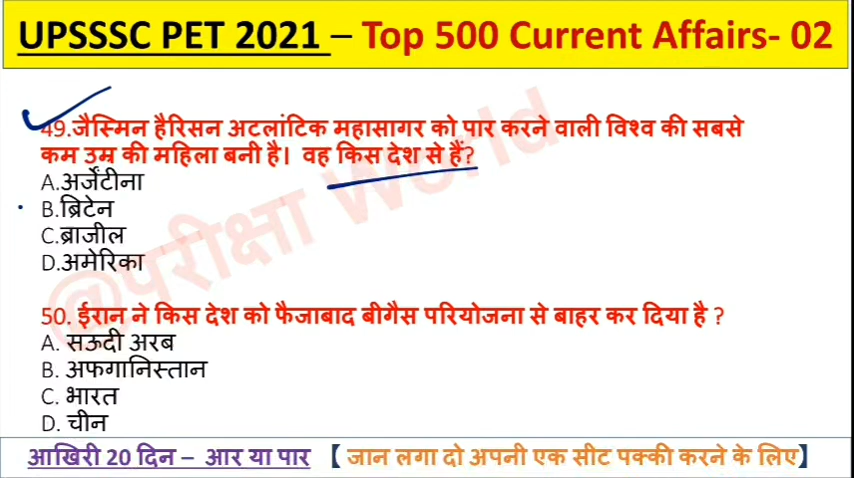 UPSSSC PET 2021 – Top 500 Current Affairs- 02
49.जैस्मिन हैरिसन अटलांटिक महासागर को पार करने वाली विश्व की सबसे
कम उम्र की महिला बनी है। वह किस देश से हैं?
A.अर्जेंटीना
B.ब्रिटेन
C.ब्राजील
D.अमेरिका
@परीक्षा World
50. ईरान ने किस देश को फैजाबाद बीगैस परियोजना से बाहर कर दिया है ?
A. सऊदी अरब
B. अफगानिस्तान
C. भारत
D. चीन
आखिरी 20 दिन – आर या पार 【 जान लगा दो अपनी एक सीट पक्की करने के लिए】